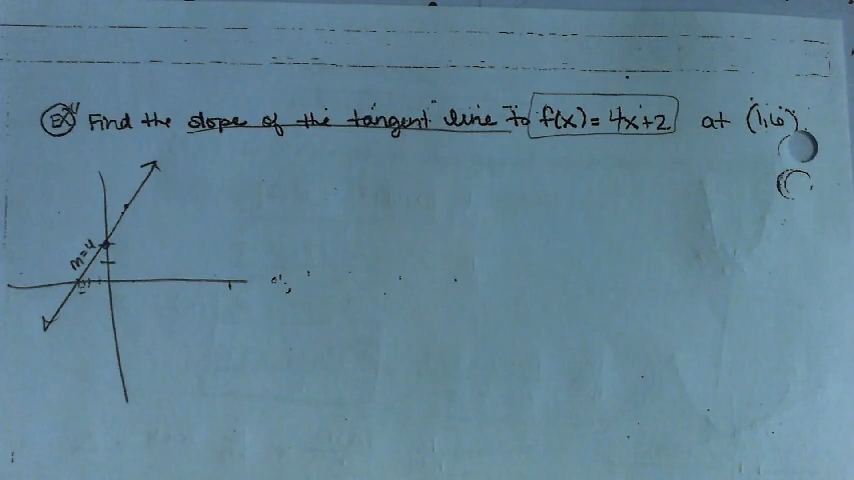 Ex Find the slope of the tangent line to f(x) = 4x+2 at (1,6)
m=4